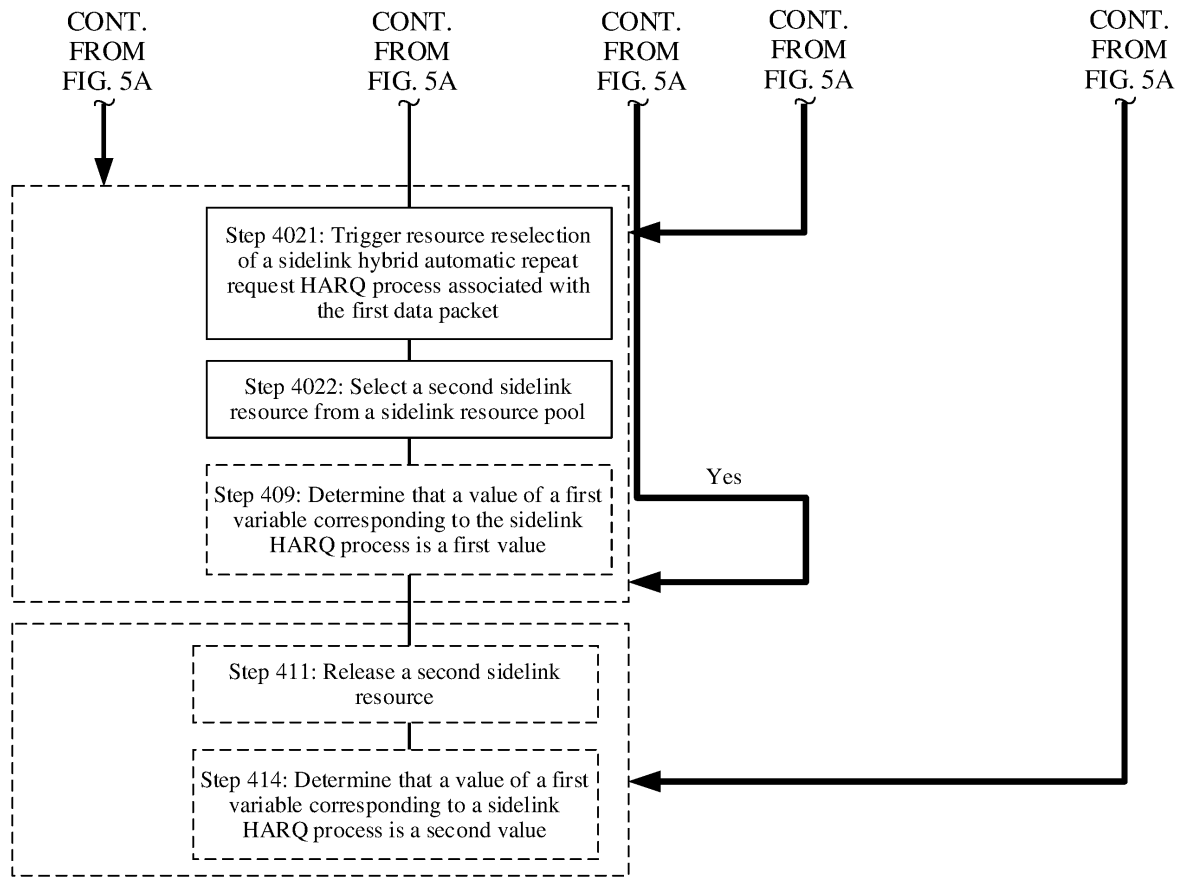 CONT.
FROM
FIG. 5A
CONT.
FROM
FIG. 5A
CONT.
FROM
FIG. 5A
CONT.
FROM
FIG. 5A
CONT.
FROM
FIG. 5A
Step 4021: Trigger resource reselection
of a sidelink hybrid automatic repeat
request HARQ process associated with
the first data packet
Step 4022: Select a second sidelink
resource from a sidelink resource pool
Yes
Step 409: Determine that a value of a first
variable corresponding to the sidelink
HARQ process is a first value
Step 411: Release a second sidelink
resource
Step 414: Determine that a value of a first
variable corresponding to a sidelink
HARQ process is a second value